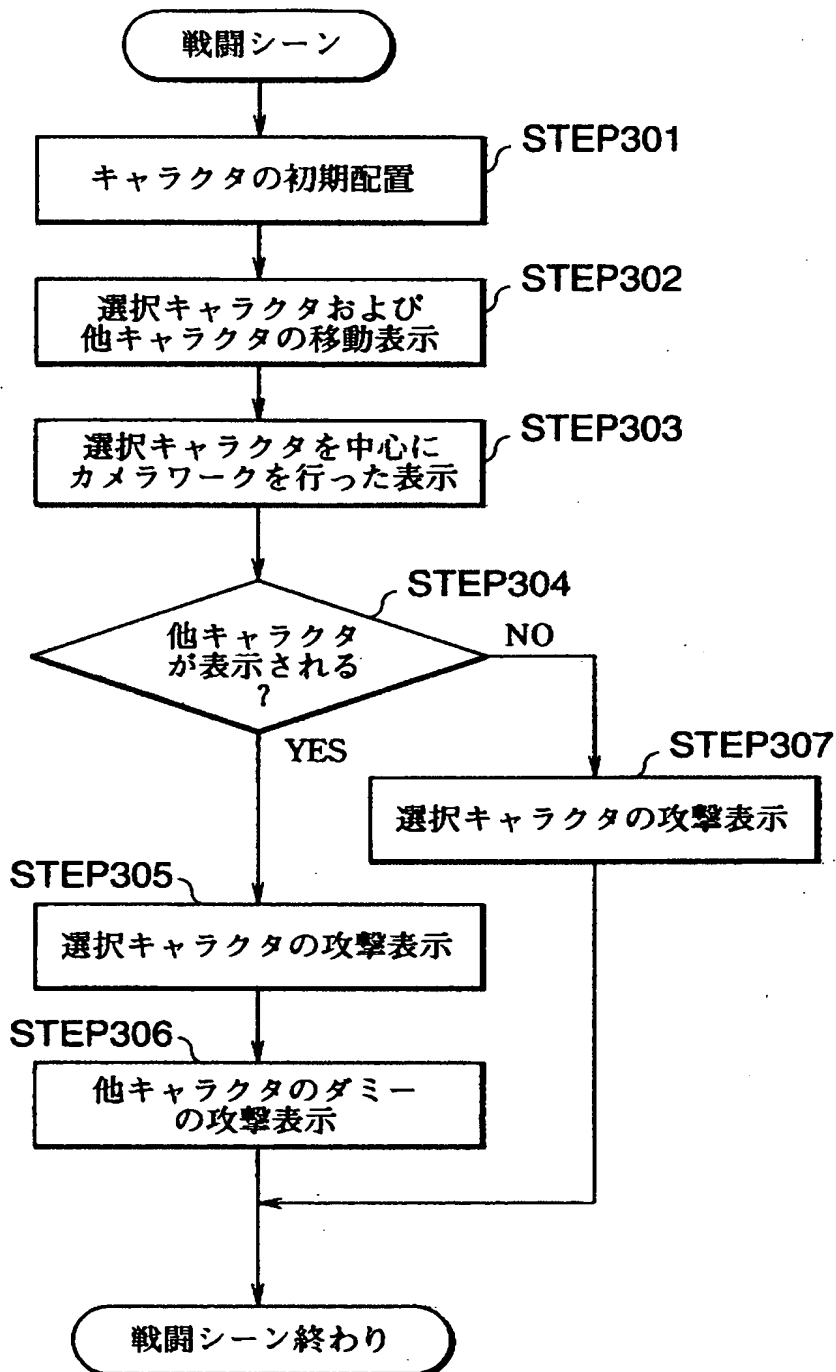 戦闘シーン
STEP301
キャラクタの初期配置
STEP302
選択キャラクタおよび
他キャラクタの移動表示
STEP303
選択キャラクタを中心に
カメラワークを行った表示
STEP304
他キャラクタ
が表示される
?
NO
YES
STEP307
選択キャラクタの攻撃表示
STEP305
選択キャラクタの攻撃表示
STEP306
他キャラクタのダミー
の攻撃表示
戦闘シーン終わり